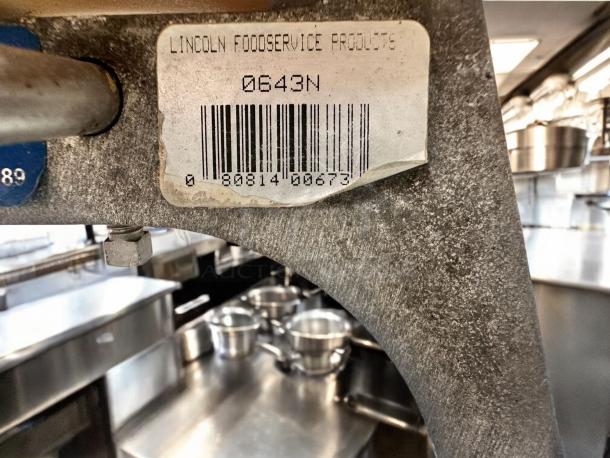 LINCOLN FOODSERVICE PRODUCTS
0643N
0 80814 00673
89